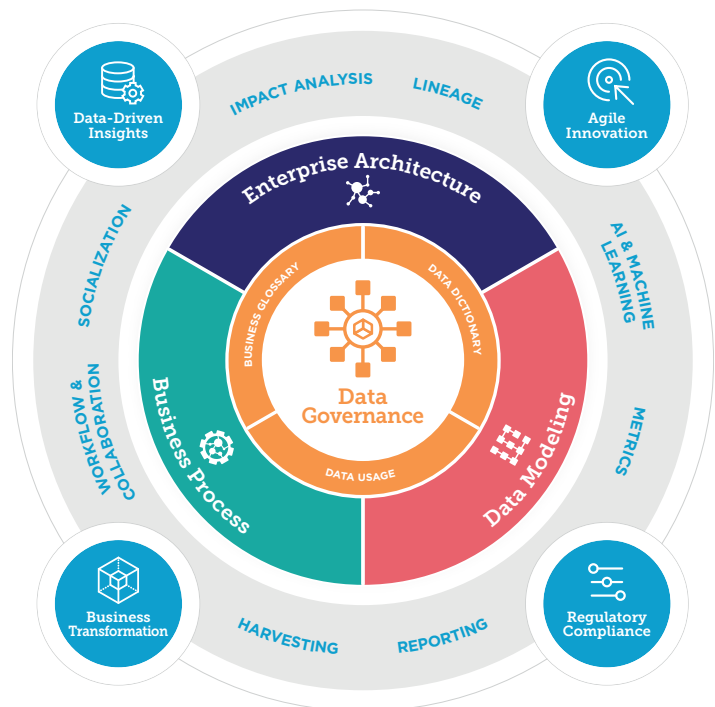 Data-Driven
Insights
IMPACT ANALYSIS
LINEAGE
Agile
Innovation
Enterprise Architecture
SOCIALIZATION
AI & MACHINE
LEARNING
BUSINESS GLOSSARY
DATA DICTIONARY
Data
Governance
DATA USAGE
Business Process
Data Modeling
WORKFLOW &
COLLABORATION
METRICS
Business
Transformation
HARVESTING
REPORTING
Regulatory
Compliance